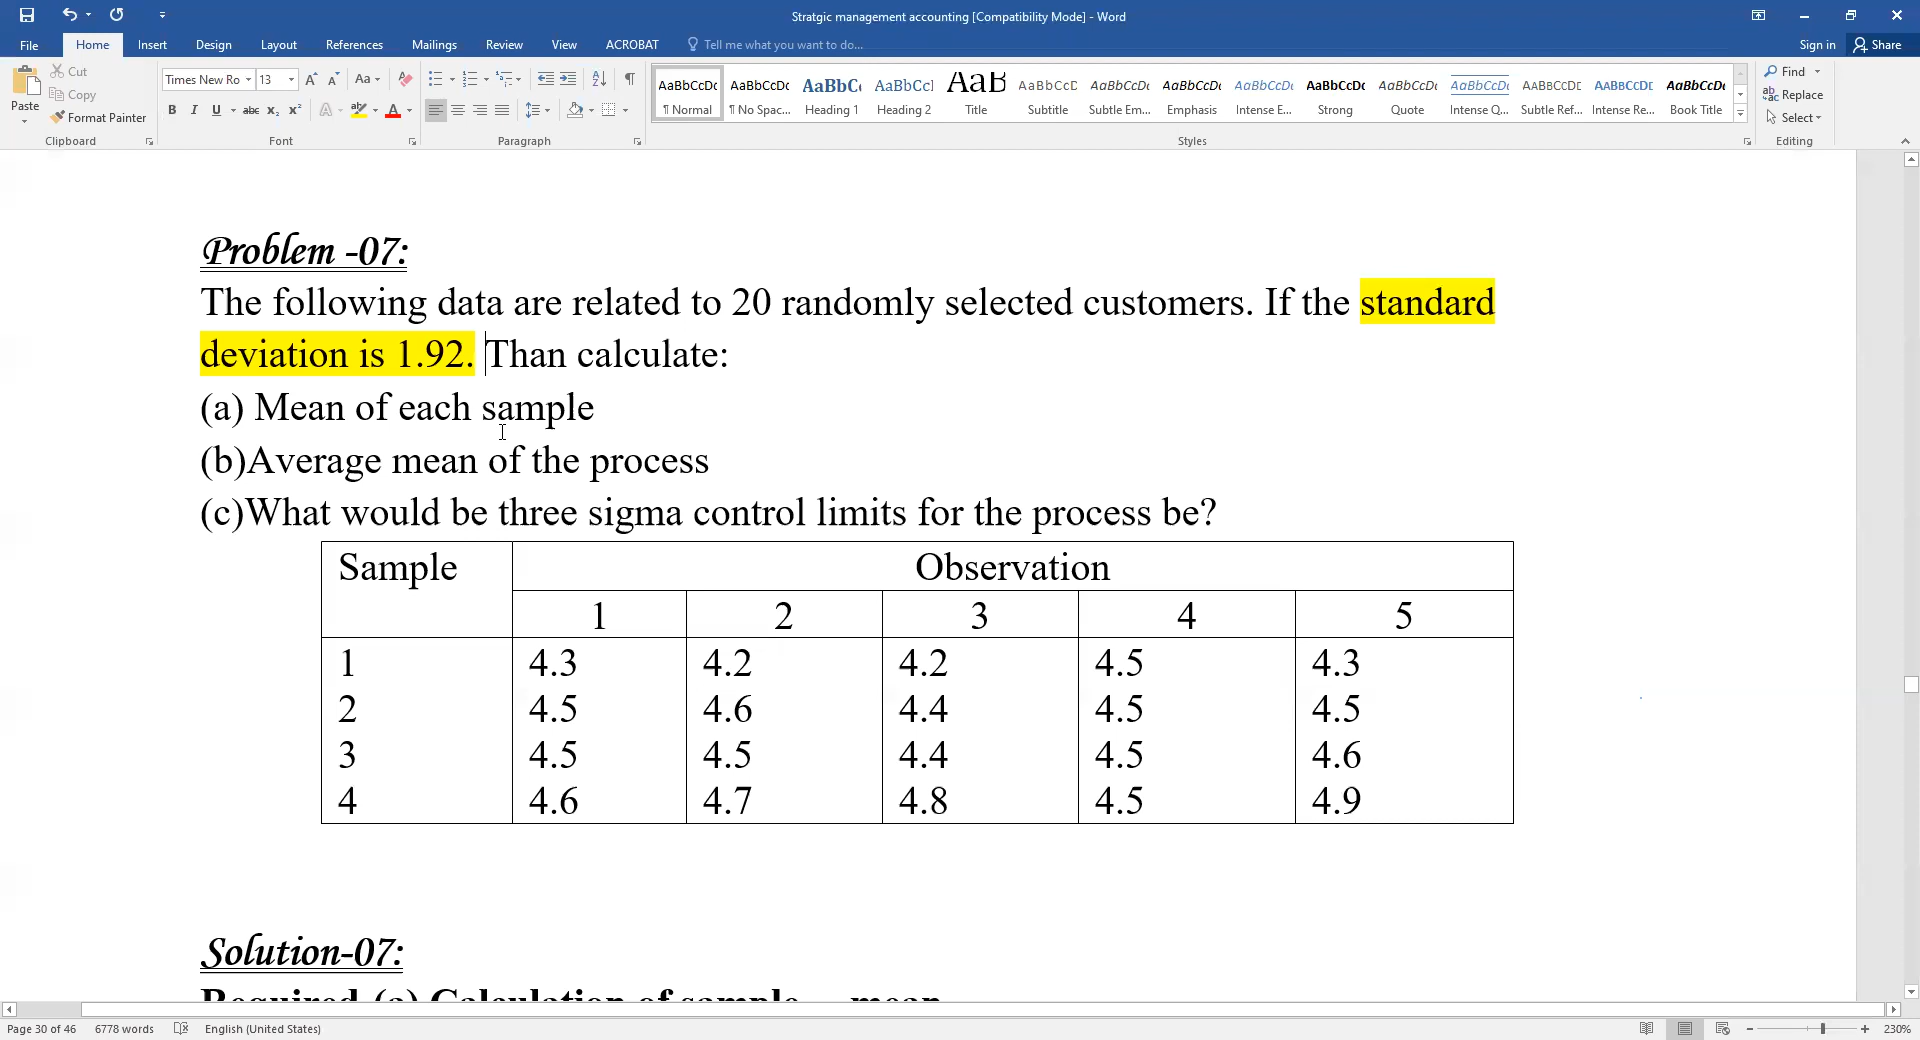 Stratgic management accounting [Compatibility Mode] - Word
File Home Insert Design Layout References Mailings Review View ACROBAT Tell me what you want to do... Sign in Share
Paste Cut Copy Format Painter
Clipboard
Times New Ro 13 Aa
B I U abc x₂ x² A A
Font
Paragraph
AaBbCcDc AaBbCcDc AaBbC AaBbCcI AaB AaBbCcD AaBbCcDc AaBbCcDc AaBbCcDc AaBbCcDc AaBbCcDc AaBbCcDc AABBCCDE AABBCCDE AaBbCcDc
¶ Normal ¶ No Spac... Heading 1 Heading 2 Title Subtitle Subtle Em... Emphasis Intense E... Strong Quote Intense Q... Subtle Ref... Intense Re... Book Title
Styles
Find
Replace
Select
Editing
Problem -07:
The following data are related to 20 randomly selected customers. If the standard
deviation is 1.92. Than calculate:
(a) Mean of each sample
(b)Average mean of the process
(c)What would be three sigma control limits for the process be?
Sample Observation
1 2 3 4 5
1 4.3 4.2 4.2 4.5 4.3
2 4.5 4.6 4.4 4.5 4.5
3 4.5 4.5 4.4 4.5 4.6
4 4.6 4.7 4.8 4.5 4.9
Solution-07:
Required-(a) Calculation of sample mean
Page 30 of 46 6778 words English (United States) 230%